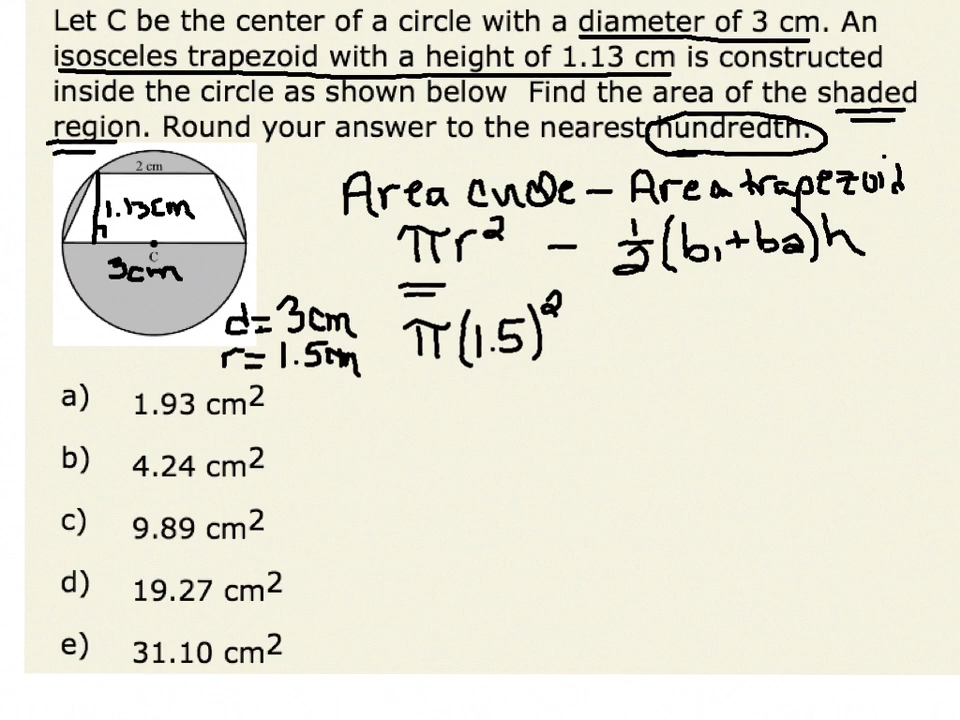 Let C be the center of a circle with a diameter of 3 cm. An
isosceles trapezoid with a height of 1.13 cm is constructed
inside the circle as shown below Find the area of the shaded
region. Round your answer to the nearest hundredth.
2 cm
1.13cm
C
3cm
Area circle - Area trapezoid
πr² - ½(b₁+b₂)h
d=3cm
r=1.5cm
π(1.5)²
a) 1.93 cm²
b) 4.24 cm²
c) 9.89 cm²
d) 19.27 cm²
e) 31.10 cm²